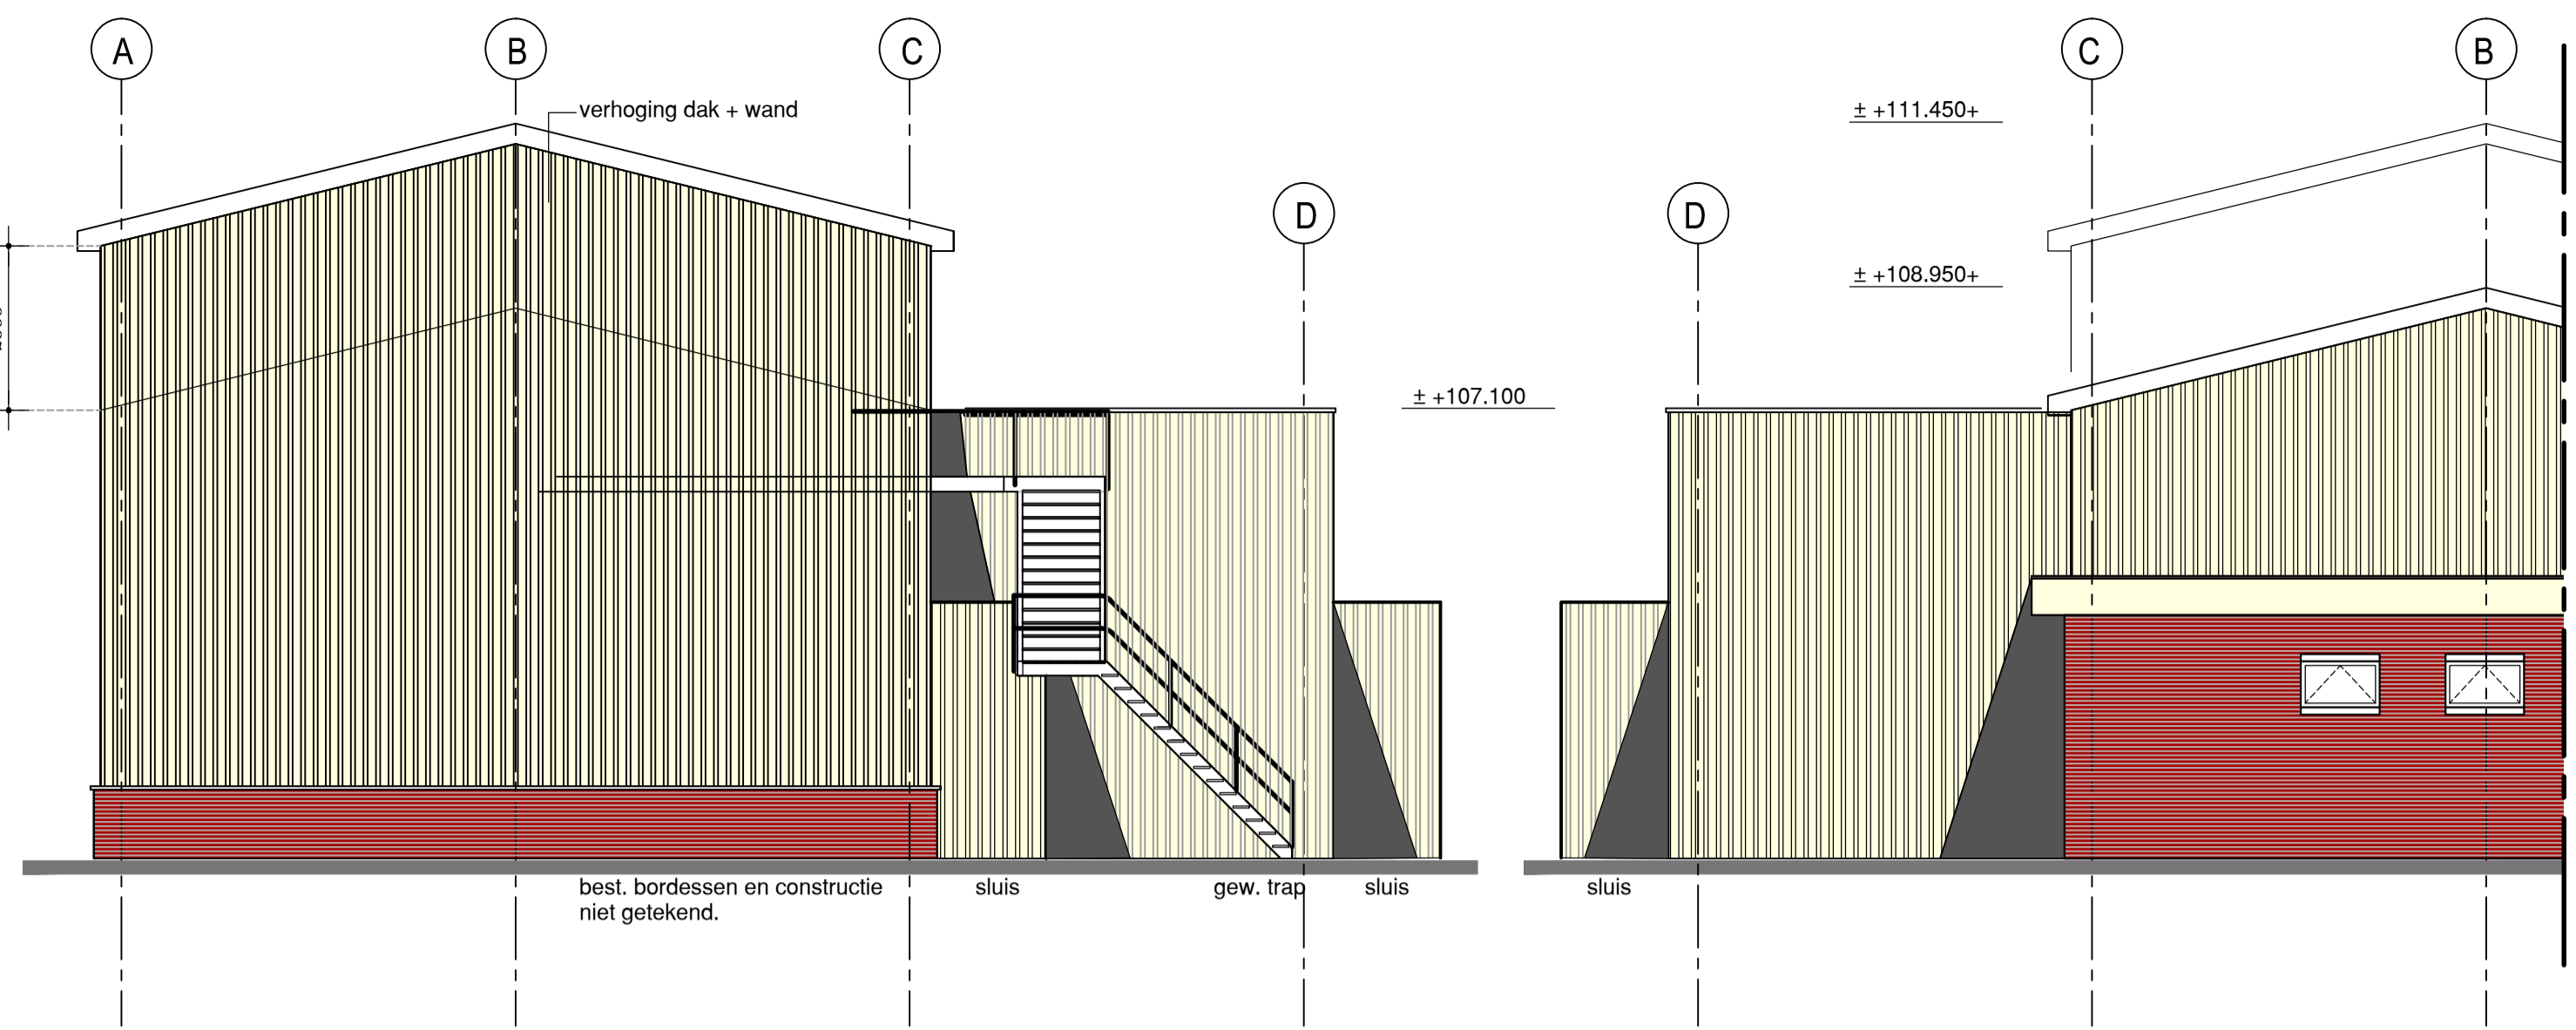 A
B
C
D
verhoging dak + wand
best. bordessen en constructie
niet getekend.
sluis
gew. trap
sluis
± +107.100
± +111.450+
± +108.950+
D
C
B
sluis